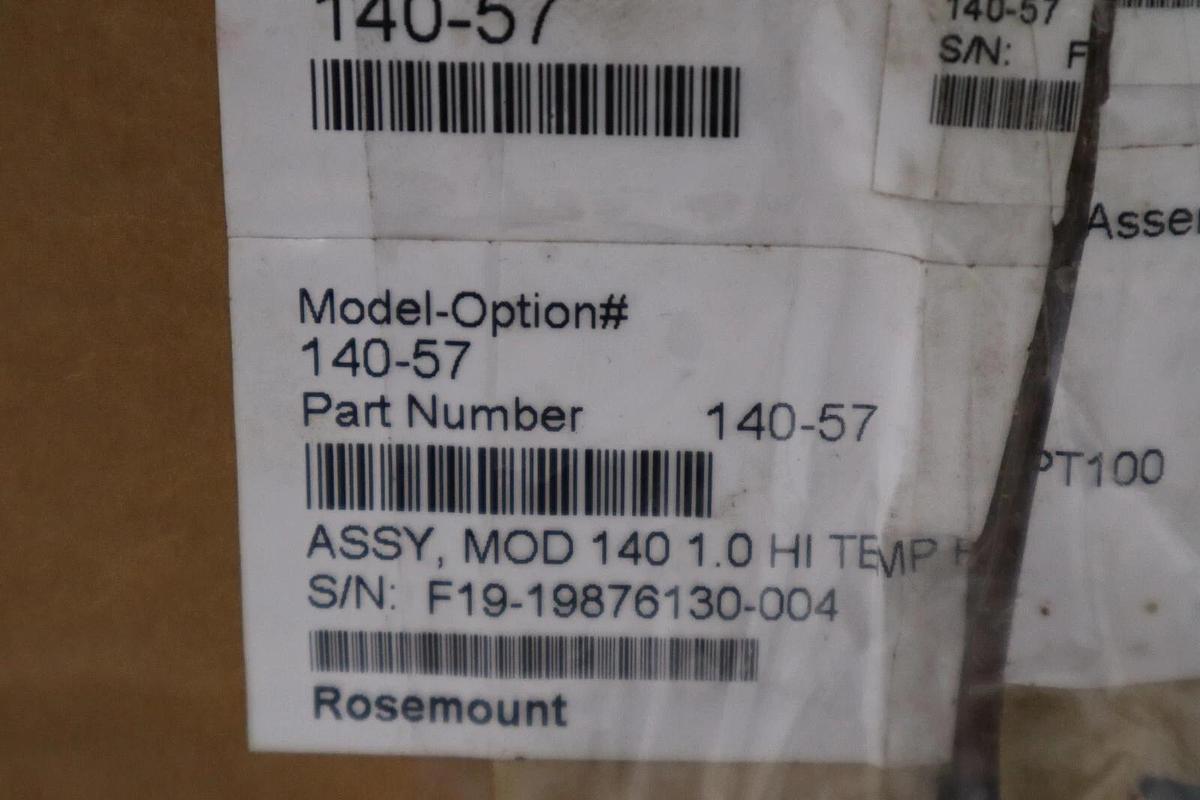 140-57
140-57
S/N: F
Model-Option#
140-57
Part Number 140-57
ASSY, MOD 140 1.0 HI TEMP
S/N: F19-19876130-004
Rosemount
Assem
PT100